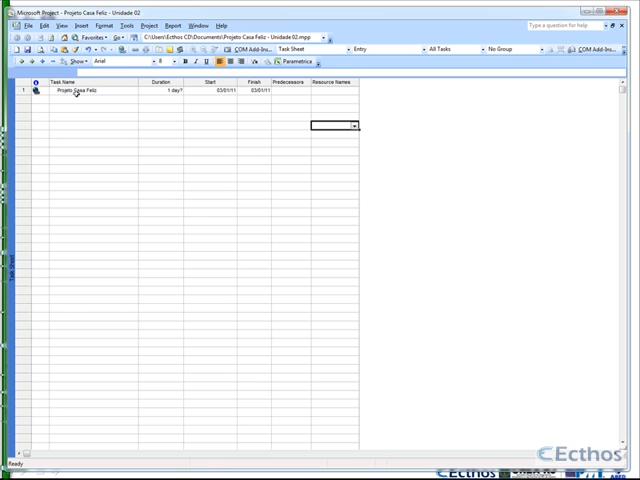 Microsoft Project - Projeto Casa Feliz - Unidade 02
File Edit View Insert Format Tools Project Report Collaborate Window Help
Type a question for help
Favorites Go C:\Users\Ecthos CD\Documents\Projeto Casa Feliz - Unidade 02.mpp
COM Add-Ins... Task Sheet Entry All Tasks No Group COM Add-Ins...
Show Arial 8 B I U Parametrica
Task Name Duration Start Finish Predecessors Resource Names
1 Projeto Casa Feliz 1 day? 03/01/11 03/01/11
Task Sheet
Ecthos
Ready